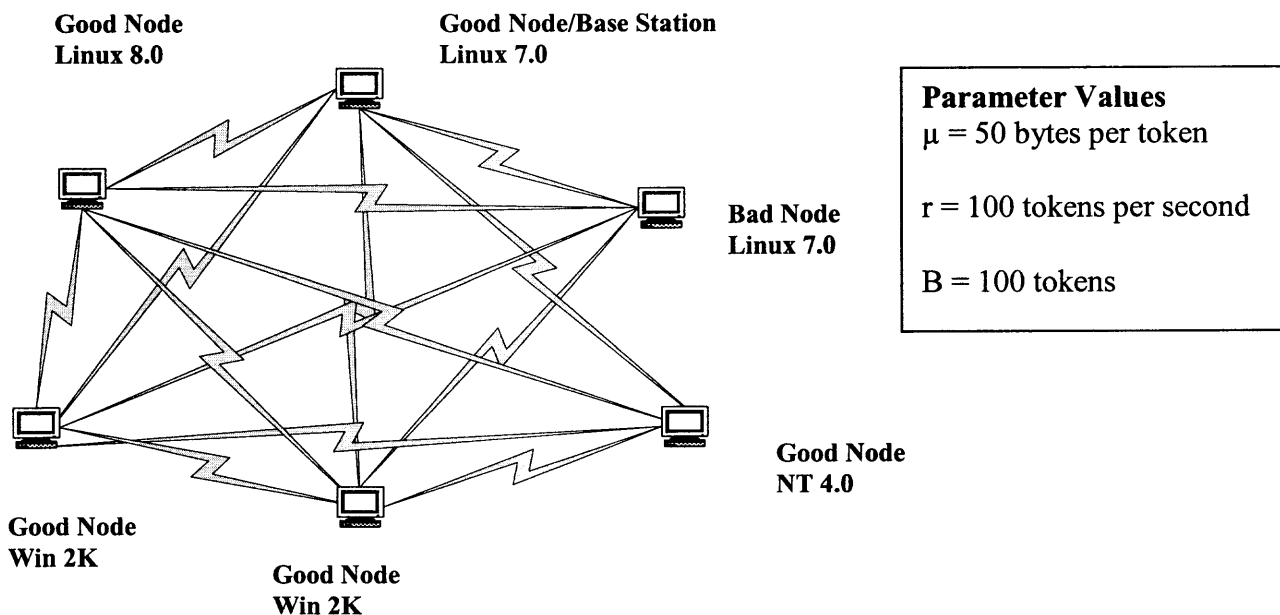 Good Node
Linux 8.0
Good Node/Base Station
Linux 7.0
Parameter Values
μ = 50 bytes per token
r = 100 tokens per second
B = 100 tokens
Bad Node
Linux 7.0
Good Node
NT 4.0
Good Node
Win 2K
Good Node
Win 2K